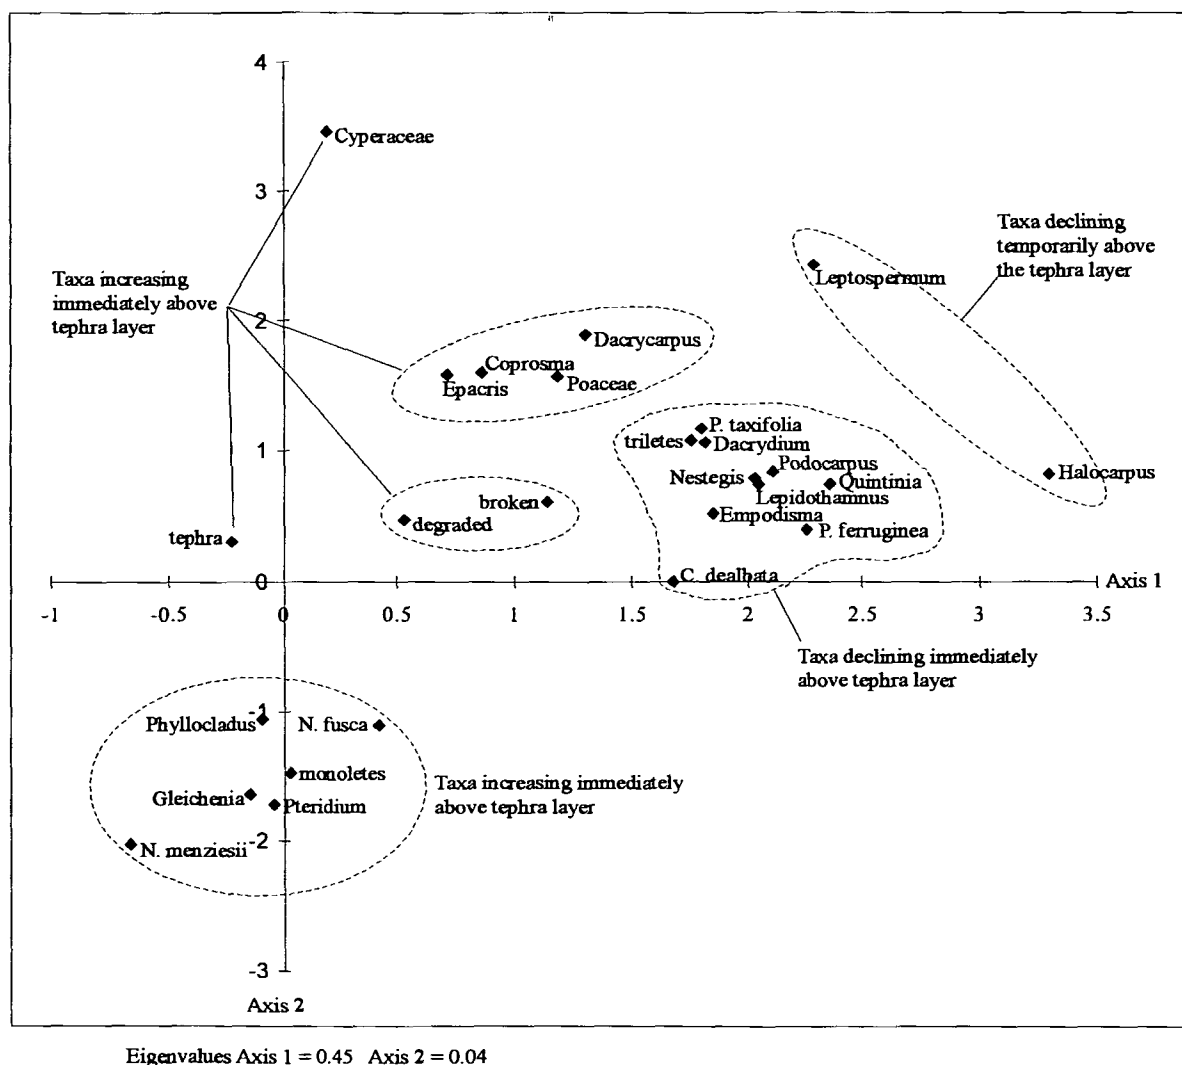 4
Cyperaceae
3
Taxa declining
temporarily above
the tephra layer
Taxa increasing
immediately above
tephra layer
Leptospermum
2
Dacrycarpus
Coprosma
Epacris
Poaceae
P. taxifolia
triletes
Dacrydium
1
Podocarpus
Nestegis
Quintinia
Halocarpus
Lepidothamnus
broken
Empodisma
degraded
P. ferruginea
tephra
C. dealbata
0
Axis 1
-1
-0.5
0
0.5
1
1.5
2
2.5
3
3.5
Taxa declining immediately
above tephra layer
-1
Phyllocladus
N. fusca
monoletes
Taxa increasing immediately
above tephra layer
Gleichenia
Pteridium
-2
N. menziesii
-3
Axis 2
Eigenvalues Axis 1 = 0.45 Axis 2 = 0.04